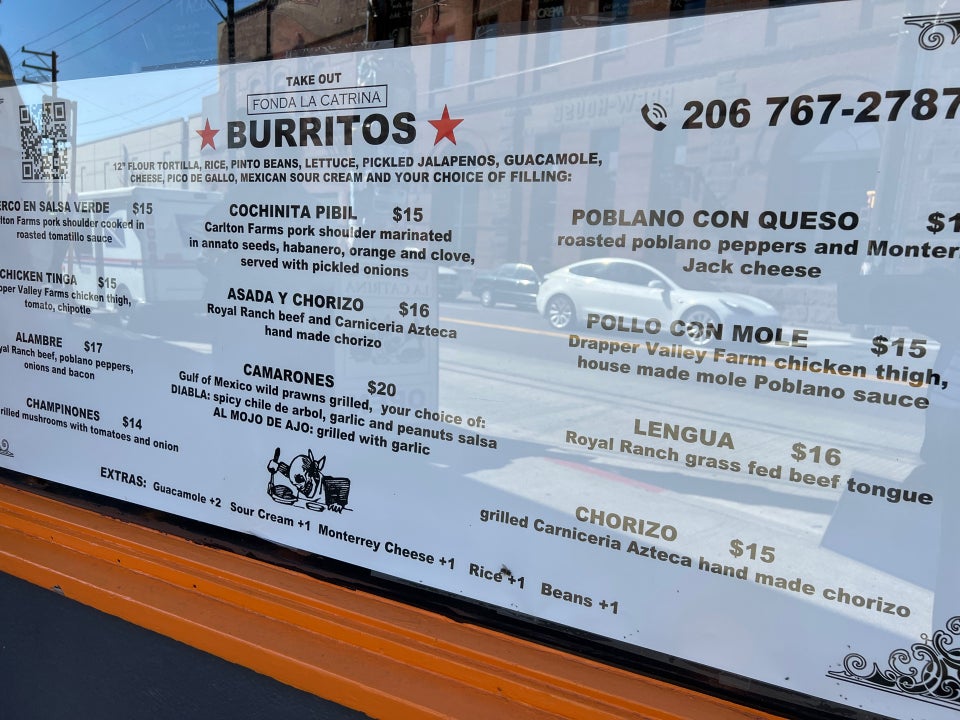 TAKE OUT
FONDA LA CATRINA
BURRITOS
206 767-2787
12" FLOUR TORTILLA, RICE, PINTO BEANS, LETTUCE, PICKLED JALAPENOS, GUACAMOLE,
CHEESE, PICO DE GALLO, MEXICAN SOUR CREAM AND YOUR CHOICE OF FILLING:
ERCO EN SALSA VERDE $15
lton Farms pork shoulder cooked in
roasted tomatillo sauce
CHICKEN TINGA $15
pper Valley Farms chicken thigh,
tomato, chipotle
ALAMBRE $17
yal Ranch beef, poblano peppers,
onions and bacon
CHAMPINONES $14
rilled mushrooms with tomatoes and onion
COCHINITA PIBIL $15
Carlton Farms pork shoulder marinated
in annato seeds, habanero, orange and clove,
served with pickled onions
ASADA Y CHORIZO $16
Royal Ranch beef and Carniceria Azteca
hand made chorizo
CAMARONES $20
Gulf of Mexico wild prawns grilled, your choice of:
DIABLA: spicy chile de arbol, garlic and peanuts salsa
AL MOJO DE AJO: grilled with garlic
POBLANO CON QUESO $1
roasted poblano peppers and Monter
Jack cheese
POLLO CON MOLE $15
Drapper Valley Farm chicken thigh,
house made mole Poblano sauce
LENGUA $16
Royal Ranch grass fed beef tongue
CHORIZO $15
grilled Carniceria Azteca hand made chorizo
EXTRAS: Guacamole +2 Sour Cream +1 Monterrey Cheese +1 Rice +1 Beans +1